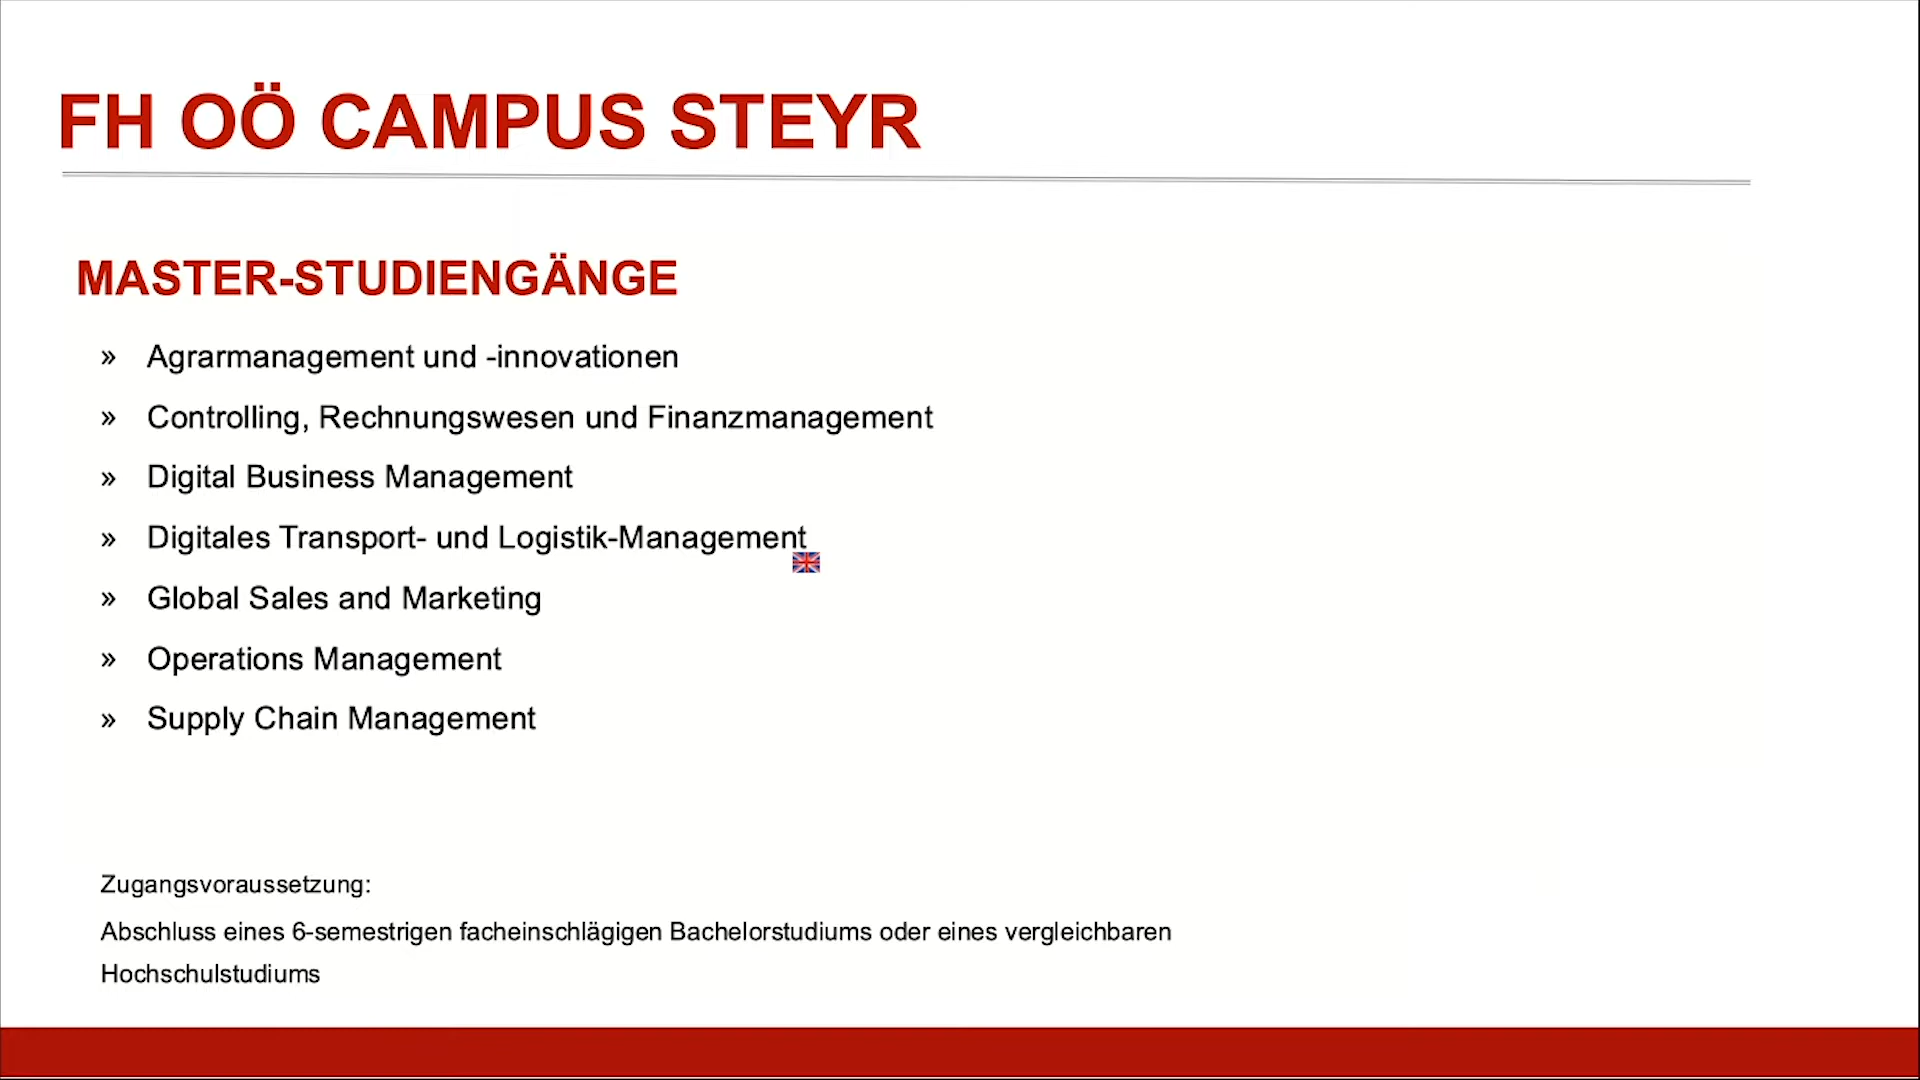 FH OÖ CAMPUS STEYR
MASTER-STUDIENGÄNGE
» Agrarmanagement und -innovationen
» Controlling, Rechnungswesen und Finanzmanagement
» Digital Business Management
» Digitales Transport- und Logistik-Management
» Global Sales and Marketing
» Operations Management
» Supply Chain Management
Zugangsvoraussetzung:
Abschluss eines 6-semestrigen facheinschlägigen Bachelorstudiums oder eines vergleichbaren
Hochschulstudiums